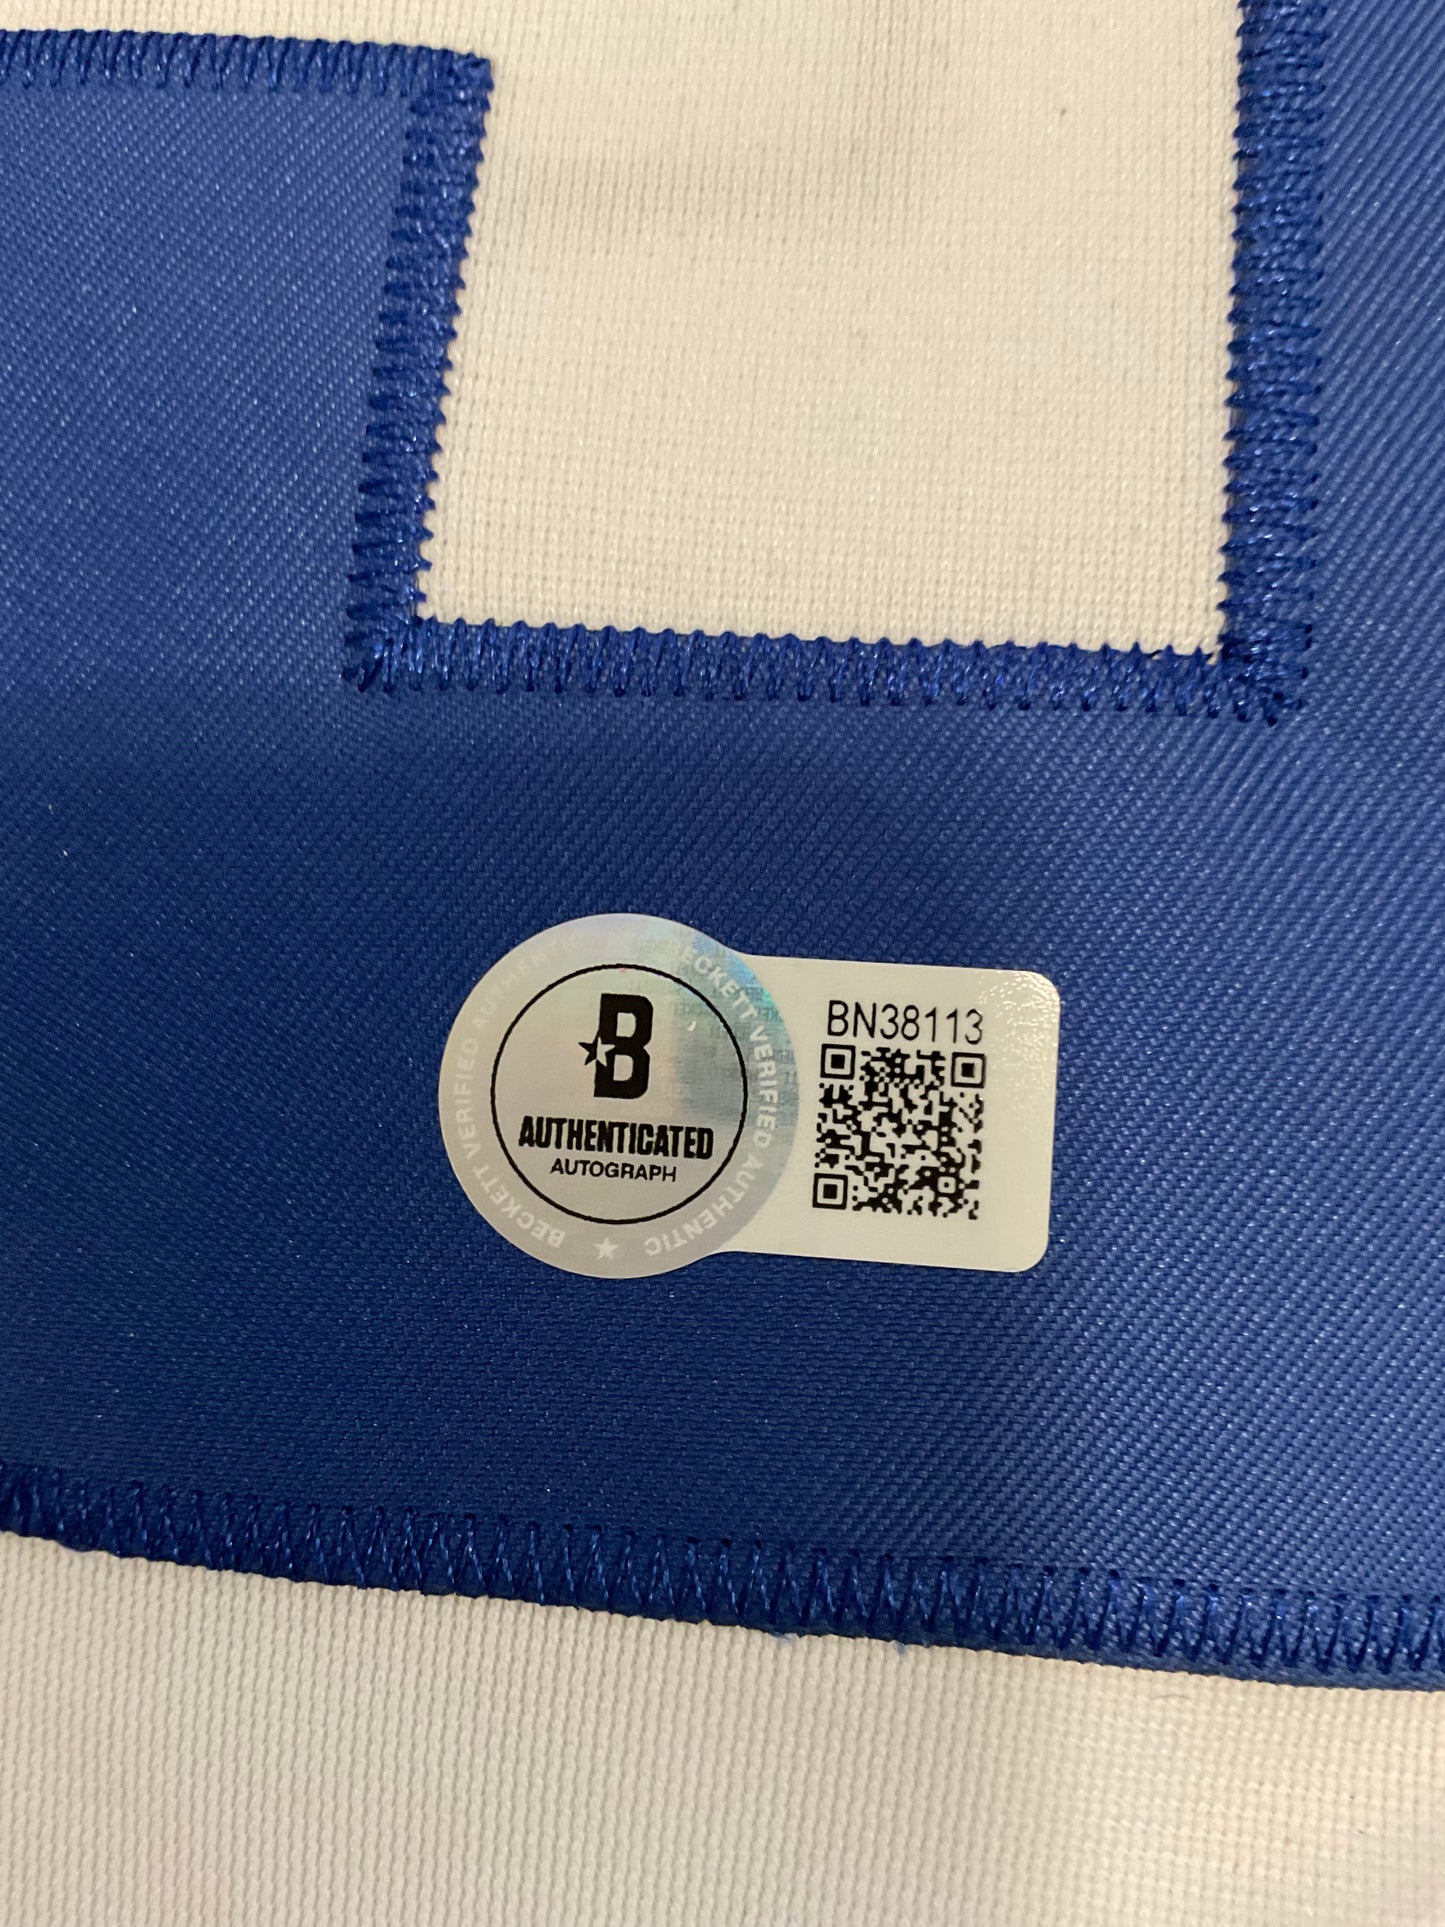 BECKETT VERIFIED AUTHENTIC ★ BECKETT VERIFIED AUTHENTIC
B
AUTHENTICATED
AUTOGRAPH
BN38113